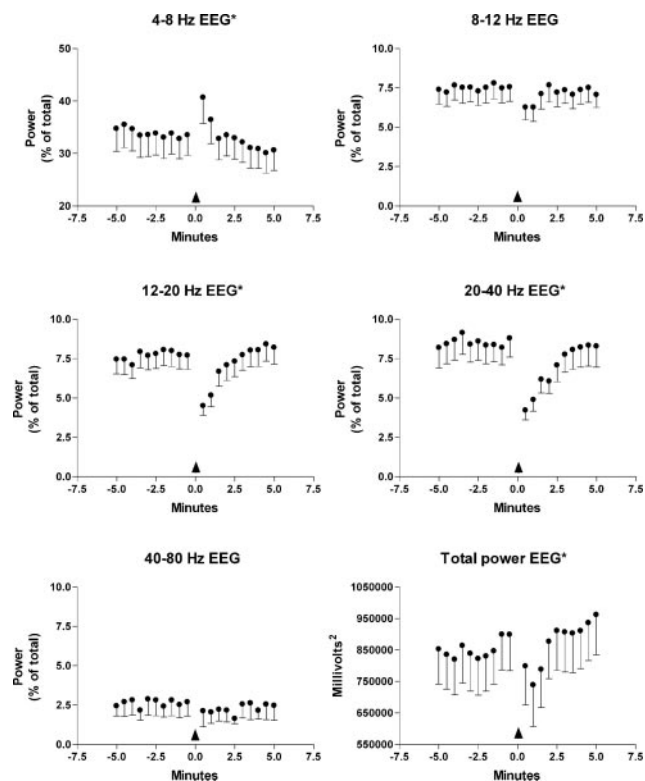 4-8 Hz EEG*
50
40
30
20
Power
(% of total)
-7.5 -5.0 -2.5 0.0 2.5 5.0 7.5
Minutes
8-12 Hz EEG
10.0
7.5
5.0
2.5
0.0
Power
(% of total)
-7.5 -5.0 -2.5 0.0 2.5 5.0 7.5
Minutes
12-20 Hz EEG*
10.0
7.5
5.0
2.5
0.0
Power
(% of total)
-7.5 -5.0 -2.5 0.0 2.5 5.0 7.5
Minutes
20-40 Hz EEG*
10.0
7.5
5.0
2.5
0.0
Power
(% of total)
-7.5 -5.0 -2.5 0.0 2.5 5.0 7.5
Minutes
40-80 Hz EEG
10.0
7.5
5.0
2.5
0.0
Power
(% of total)
-7.5 -5.0 -2.5 0.0 2.5 5.0 7.5
Minutes
Total power EEG*
1050000
950000
850000
750000
650000
550000
Millivolts²
-7.5 -5.0 -2.5 0.0 2.5 5.0 7.5
Minutes